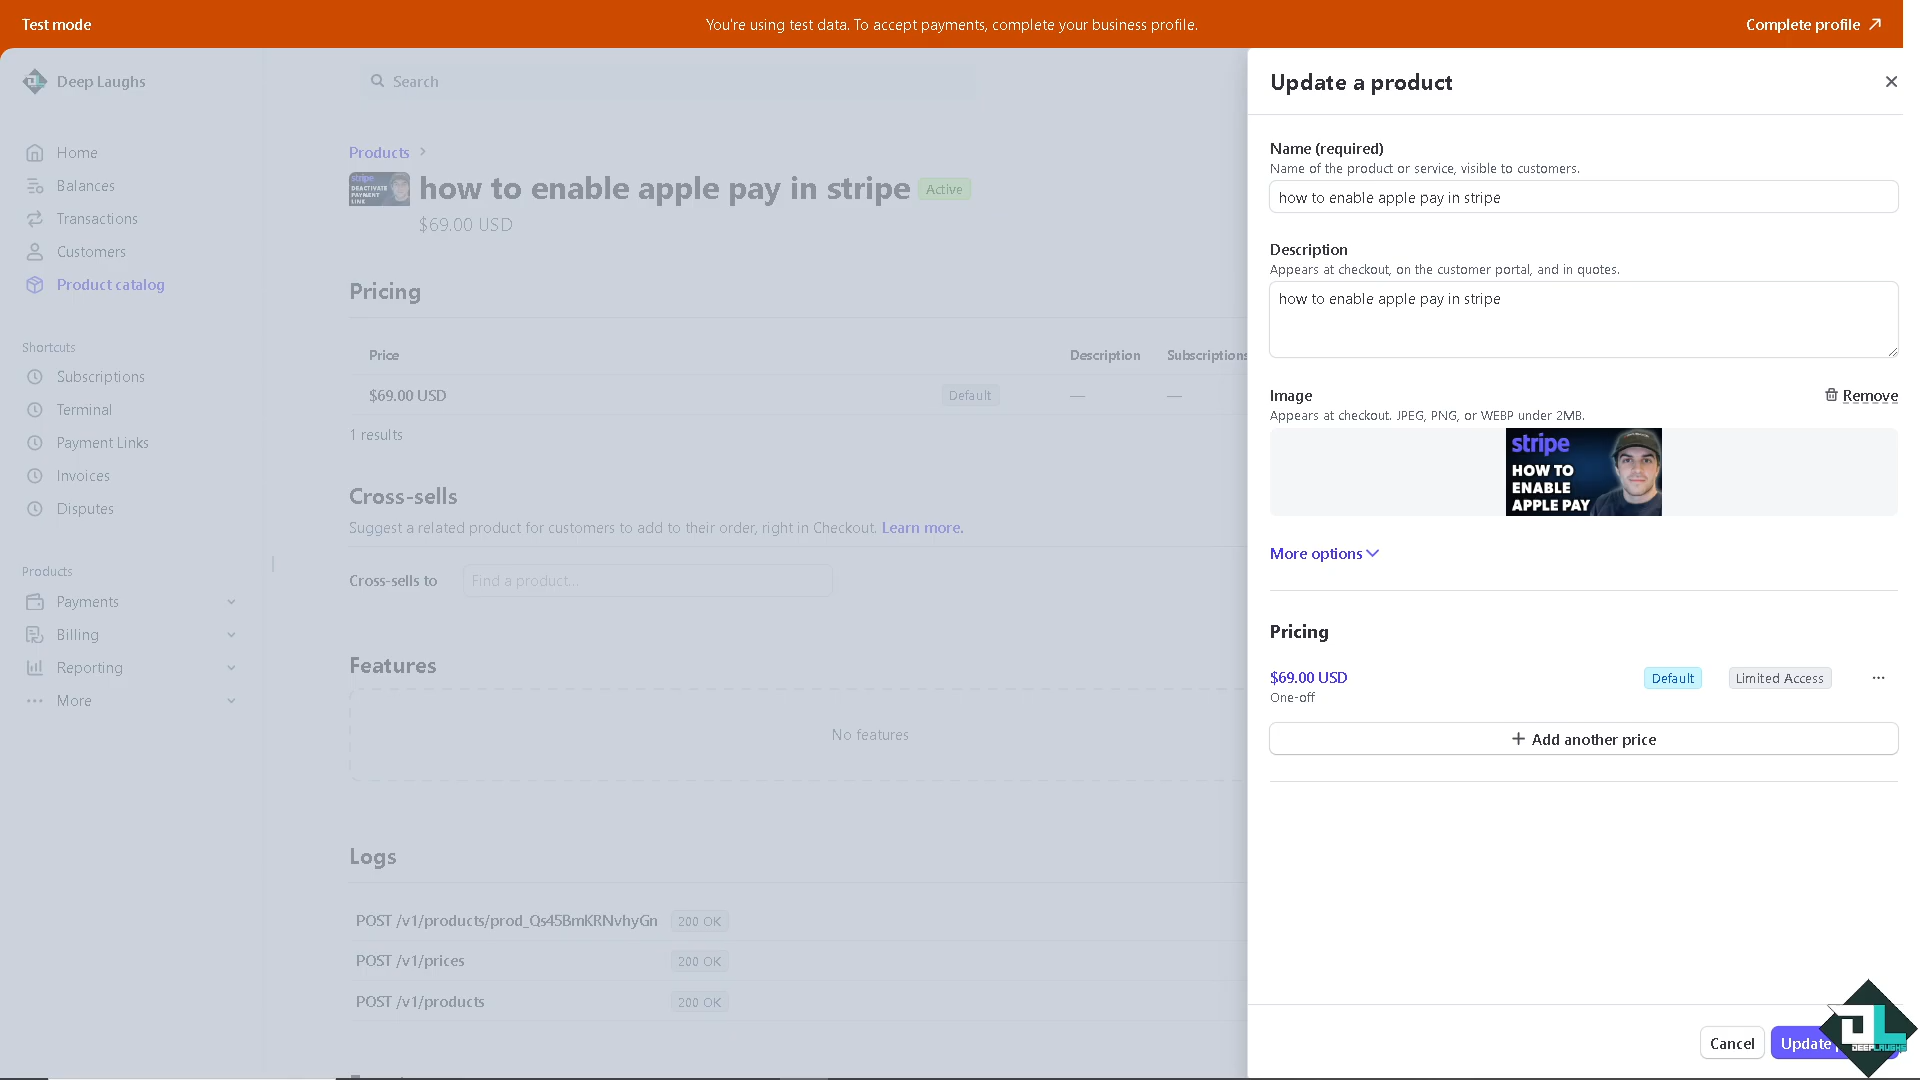 Test mode
You're using test data. To accept payments, complete your business profile.
Complete profile
Deep Laughs
Search
Home
Balances
Transactions
Customers
Product catalog
Shortcuts
Subscriptions
Terminal
Payment Links
Invoices
Disputes
Products
Payments
Billing
Reporting
More
Products
stripe
DEACTIVATE
PAYMENT
LINK
how to enable apple pay in stripe
Active
$69.00 USD
Pricing
Price
Description
Subscriptions
$69.00 USD
Default
—
—
1 results
Cross-sells
Suggest a related product for customers to add to their order, right in Checkout. Learn more.
Cross-sells to
Find a product...
Features
No features
Logs
POST /v1/products/prod_Qs45BmKRNvhyGn
200 OK
POST /v1/prices
200 OK
POST /v1/products
200 OK
Update a product
Name (required)
Name of the product or service, visible to customers.
how to enable apple pay in stripe
Description
Appears at checkout, on the customer portal, and in quotes.
how to enable apple pay in stripe
Image
Remove
Appears at checkout. JPEG, PNG, or WEBP under 2MB.
stripe
HOW TO
ENABLE
APPLE PAY
More options
Pricing
$69.00 USD
Default
Limited Access
One-off
Add another price
Cancel
Update
DEEPLAUGHS